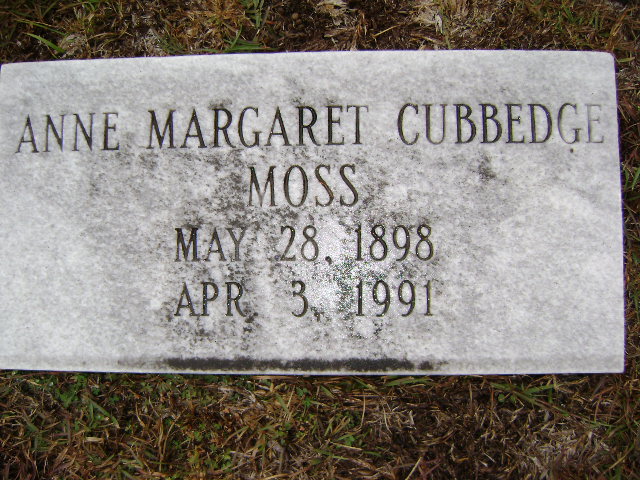 ANNE MARGARET CUBBEDGE
MOSS
MAY 28, 1898
APR. 3, 1991